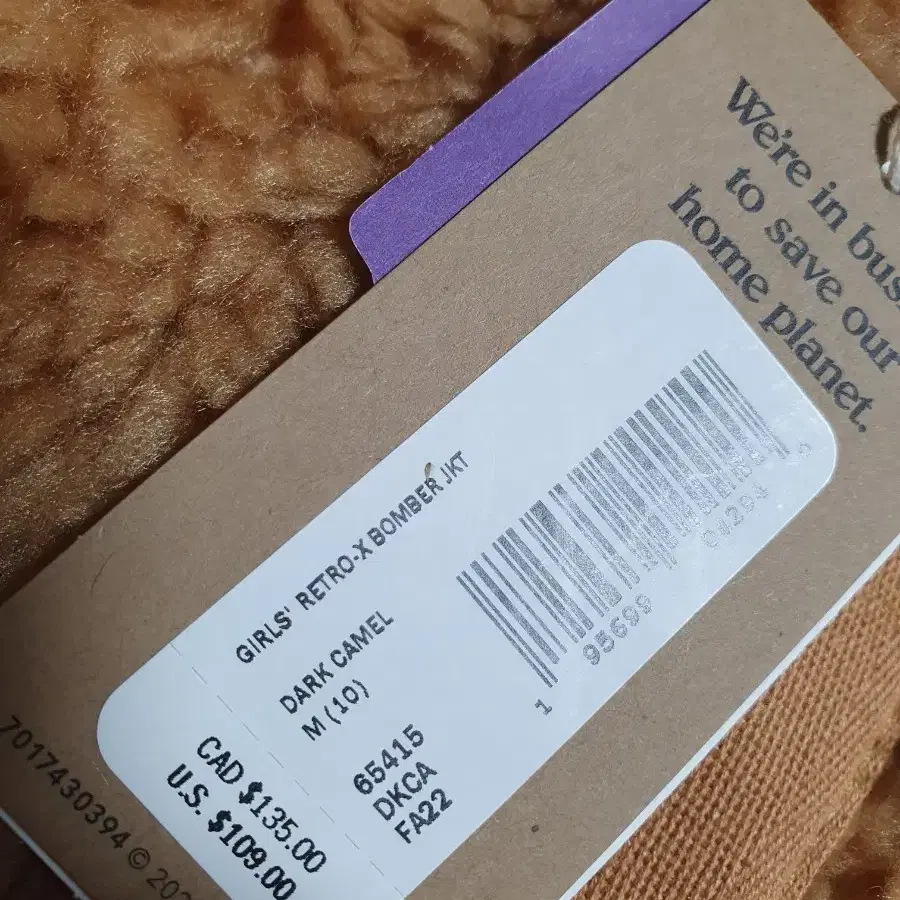 We're in bus
to save our
home planet.
GIRLS' RETRO-X BOMBER JKT
DARK CAMEL
M (10)
65415
DKCA
FA22
1 95699
CAD $135.00
U.S. $109.00
7017430394 © 202